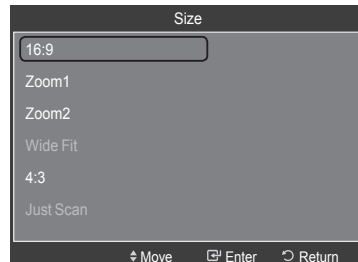 Size
16:9
Zoom1
Zoom2
Wide Fit
4:3
Just Scan
Move Enter Return